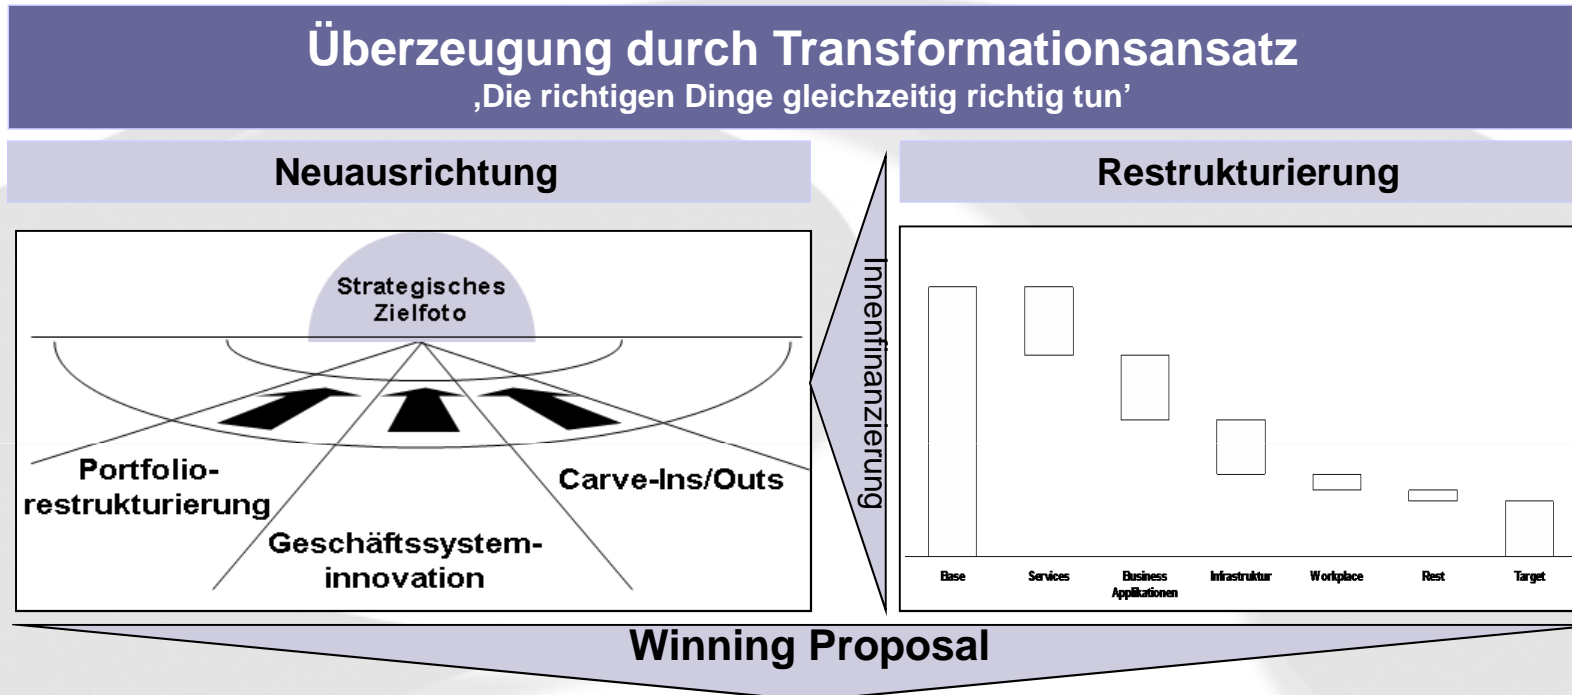 Überzeugung durch Transformationsansatz
‚Die richtigen Dinge gleichzeitig richtig tun’
Neuausrichtung
Strategisches
Zielfoto
Portfolio-
restrukturierung
Geschäftssystem-
innovation
Carve-Ins/Outs
Innenfinanzierung
Restrukturierung
Base
Services
Business
Applikationen
Infrastruktur
Workplace
Rest
Target
Winning Proposal